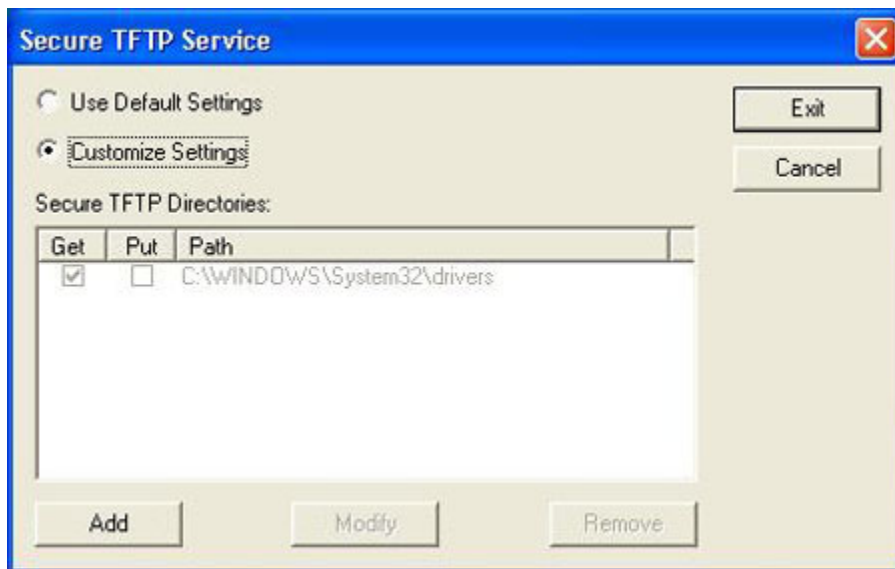 Secure TFTP Service
Use Default Settings
Exit
Customize Settings
Cancel
Secure TFTP Directories:
Get Put Path
C:\WINDOWS\System32\drivers
Add Modify Remove